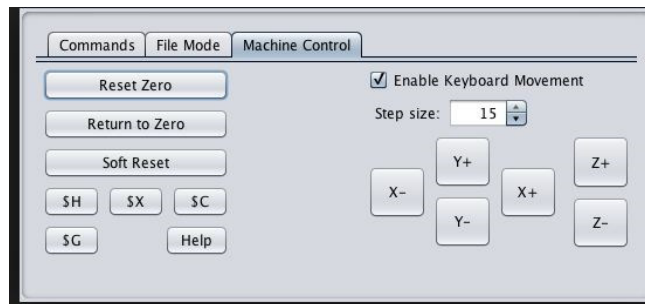 Commands File Mode Machine Control
Reset Zero
Return to Zero
Soft Reset
$H $X $C
$G Help
Enable Keyboard Movement
Step size: 15
Y+
X- X+
Y-
Z+
Z-